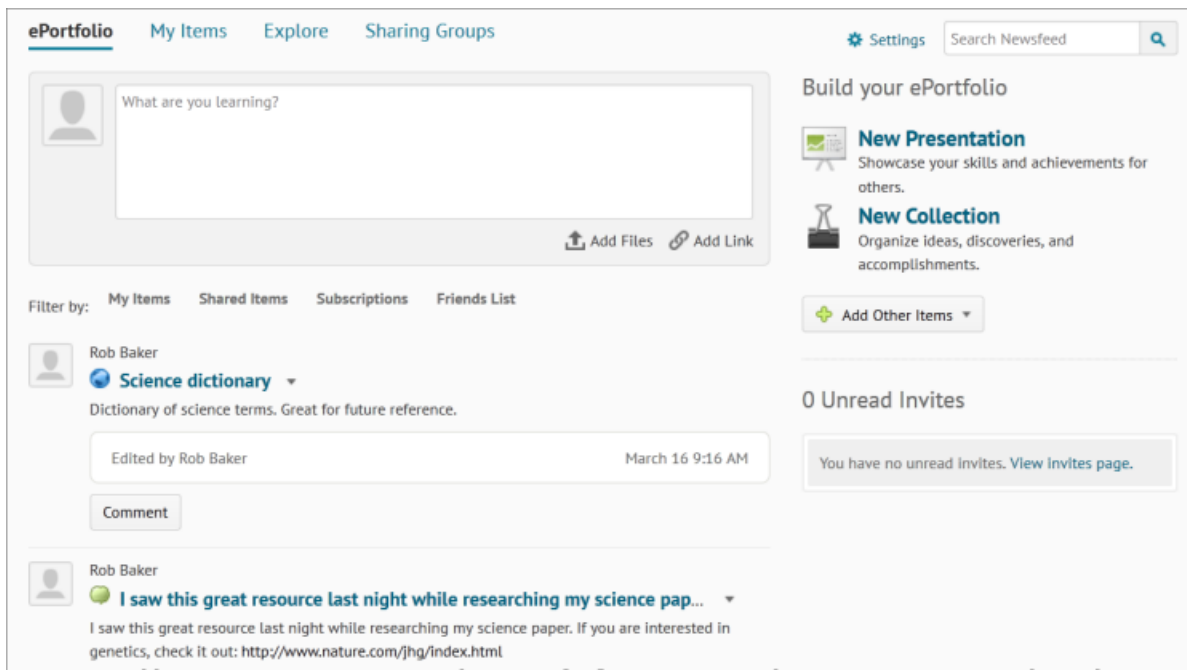 ePortfolio My Items Explore Sharing Groups
Settings Search Newsfeed
What are you learning?
Add Files Add Link
Filter by: My Items Shared Items Subscriptions Friends List
Rob Baker
Science dictionary
Dictionary of science terms. Great for future reference.
Edited by Rob Baker March 16 9:16 AM
Comment
Rob Baker
I saw this great resource last night while researching my science pap...
I saw this great resource last night while researching my science paper. If you are interested in
genetics, check it out: http://www.nature.com/jhg/index.html
Build your ePortfolio
New Presentation
Showcase your skills and achievements for
others.
New Collection
Organize ideas, discoveries, and
accomplishments.
Add Other Items
0 Unread Invites
You have no unread invites. View invites page.